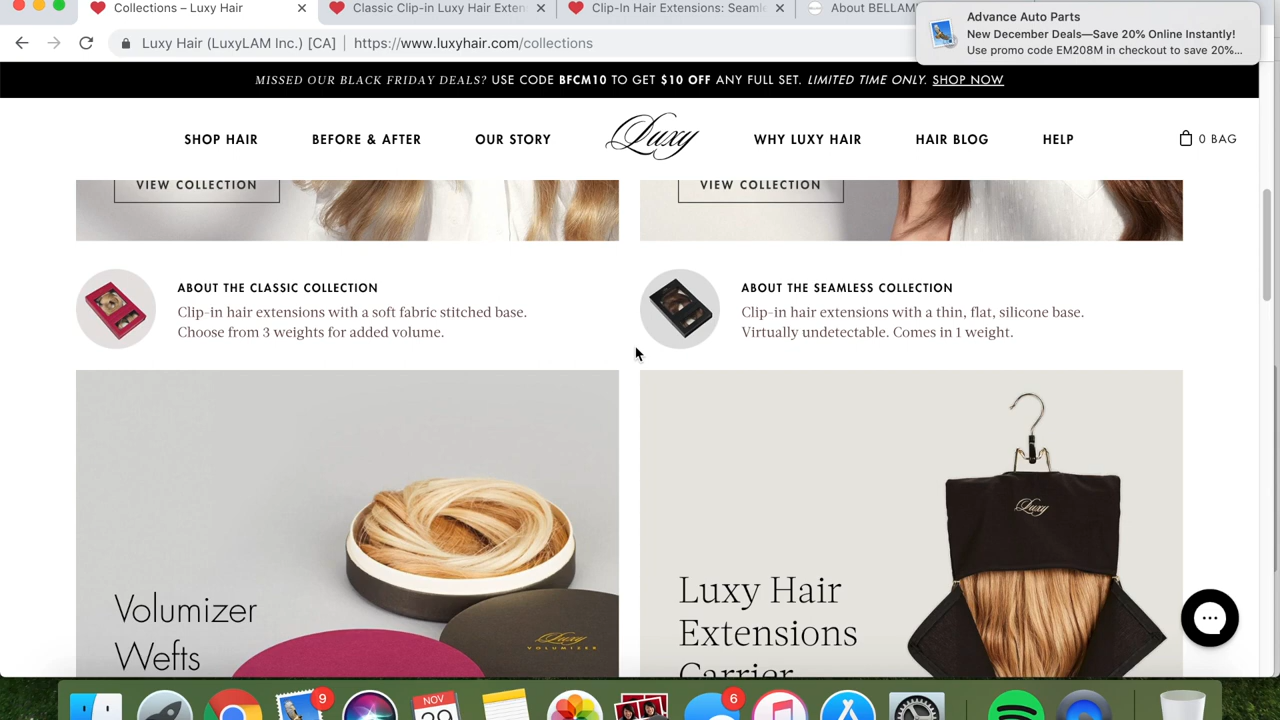 Collections – Luxy Hair
Classic Clip-in Luxy Hair Exten
Clip-In Hair Extensions: Seaml
About BELLAM
Advance Auto Parts
New December Deals—Save 20% Online Instantly!
Use promo code EM208M in checkout to save 20%...
Luxy Hair (LuxyLAM Inc.) [CA] | https://www.luxyhair.com/collections
MISSED OUR BLACK FRIDAY DEALS? USE CODE BFCM10 TO GET $10 OFF ANY FULL SET. LIMITED TIME ONLY. SHOP NOW
SHOP HAIR BEFORE & AFTER OUR STORY Luxy WHY LUXY HAIR HAIR BLOG HELP 0 BAG
VIEW COLLECTION
VIEW COLLECTION
ABOUT THE CLASSIC COLLECTION
Clip-in hair extensions with a soft fabric stitched base.
Choose from 3 weights for added volume.
ABOUT THE SEAMLESS COLLECTION
Clip-in hair extensions with a thin, flat, silicone base.
Virtually undetectable. Comes in 1 weight.
Volumizer
Wefts
Luxy
VOLUMIZER
Luxy Hair
Extensions
Carrier
Luxy
9
NOV
29
6